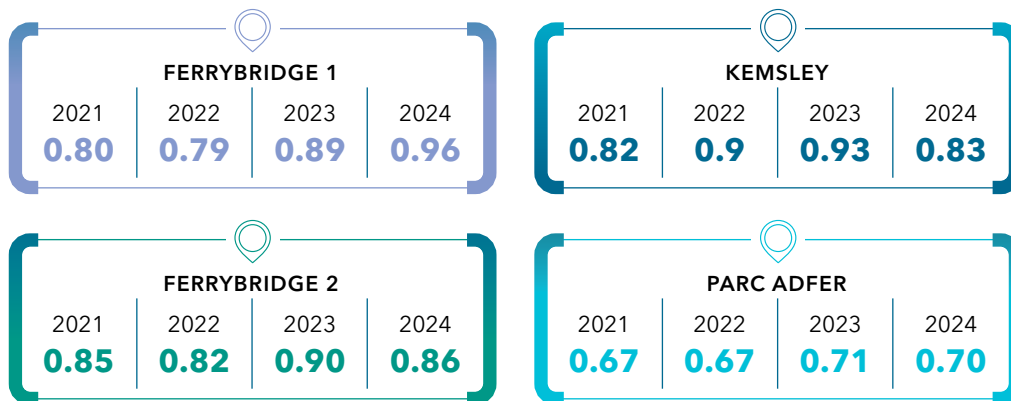 FERRYBRIDGE 1
2021 2022 2023 2024
0.80 0.79 0.89 0.96
KEMSLEY
2021 2022 2023 2024
0.82 0.9 0.93 0.83
FERRYBRIDGE 2
2021 2022 2023 2024
0.85 0.82 0.90 0.86
PARC ADFER
2021 2022 2023 2024
0.67 0.67 0.71 0.70